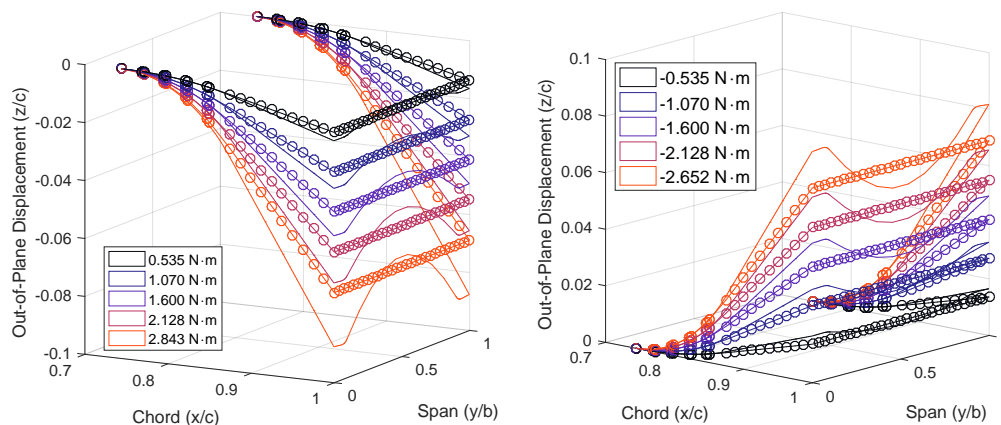 0
-0.02
-0.04
-0.06
-0.08
-0.1
Out-of-Plane Displacement (z/c)
0.535 N·m
1.070 N·m
1.600 N·m
2.128 N·m
2.843 N·m
0.7
0.8
0.9
1
Chord (x/c)
0
0.5
1
Span (y/b)
0.1
0.08
0.06
0.04
0.02
0
Out-of-Plane Displacement (z/c)
-0.535 N·m
-1.070 N·m
-1.600 N·m
-2.128 N·m
-2.652 N·m
0.7
0.8
0.9
1
Chord (x/c)
0
0.5
Span (y/b)